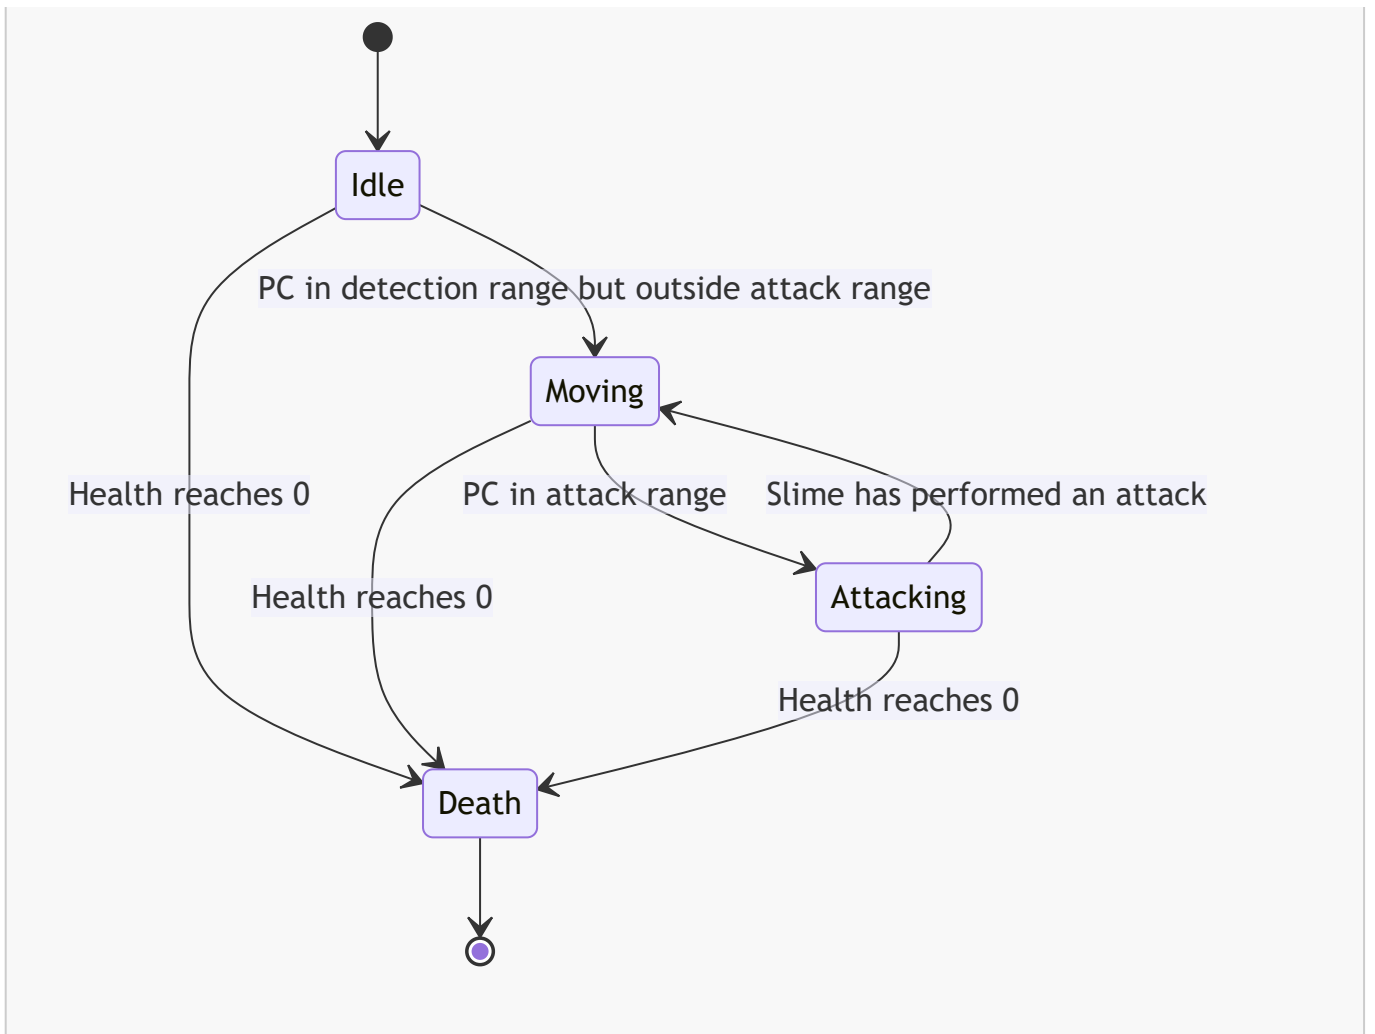 Idle
PC in detection range but outside attack range
Moving
Health reaches 0
PC in attack range
Slime has performed an attack
Health reaches 0
Attacking
Health reaches 0
Death